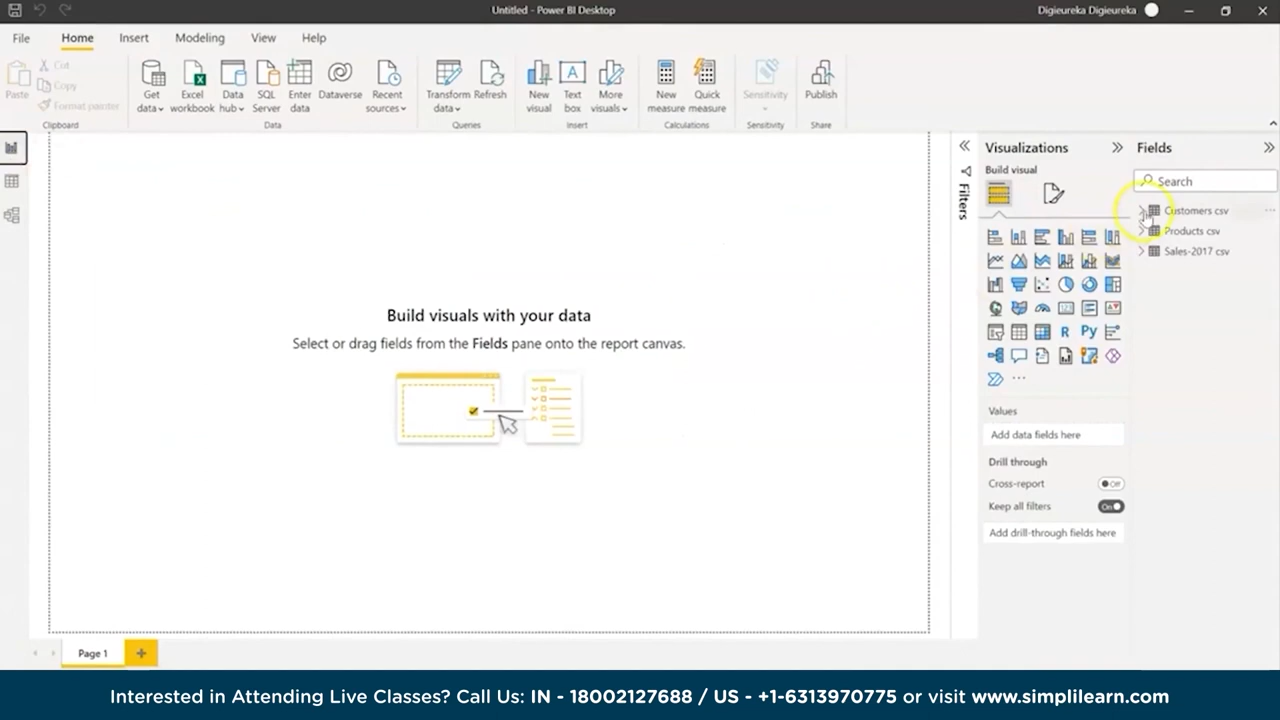 Untitled - Power BI Desktop
Digieureka Digieureka
File Home Insert Modeling View Help
Paste
Cut
Copy
Format painter
Clipboard
Get data
Excel workbook
Data hub
SQL Server
Enter data
Dataverse
Recent sources
Data
Transform data
Refresh
Queries
New visual
Text box
More visuals
Insert
New measure
Quick measure
Calculations
Sensitivity
Sensitivity
Publish
Share
Build visuals with your data
Select or drag fields from the Fields pane onto the report canvas.
Filters
Visualizations
Build visual
R
Py
Values
Add data fields here
Drill through
Cross-report
Off
Keep all filters
On
Add drill-through fields here
Fields
Search
Customers csv
Products csv
Sales-2017 csv
Page 1
Interested in Attending Live Classes? Call Us: IN - 18002127688 / US - +1-6313970775 or visit www.simplilearn.com